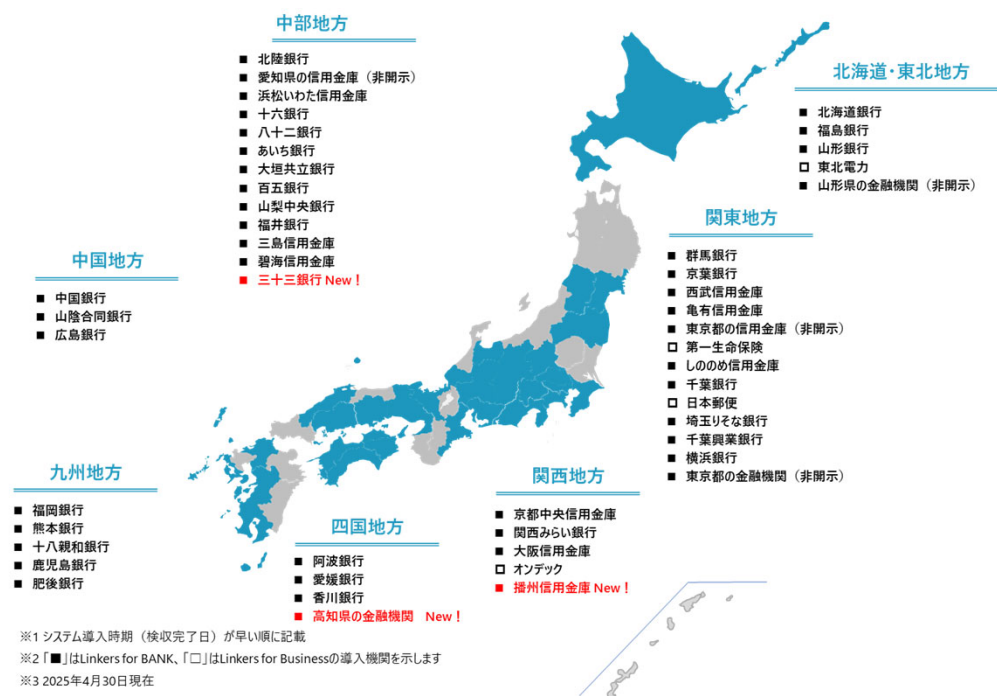 中部地方
■ 北陸銀行
■ 愛知県の信用金庫（非開示）
■ 浜松いわた信用金庫
■ 十六銀行
■ 八十二銀行
■ あいち銀行
■ 大垣共立銀行
■ 百五銀行
■ 山梨中央銀行
■ 福井銀行
■ 三島信用金庫
■ 碧海信用金庫
■ 三十三銀行 New！
北海道・東北地方
■ 北海道銀行
■ 福島銀行
■ 山形銀行
□ 東北電力
■ 山形県の金融機関（非開示）
関東地方
■ 群馬銀行
■ 京葉銀行
■ 西武信用金庫
■ 亀有信用金庫
■ 東京都の信用金庫（非開示）
□ 第一生命保険
■ しののめ信用金庫
■ 千葉銀行
□ 日本郵便
■ 埼玉りそな銀行
■ 千葉興業銀行
■ 横浜銀行
■ 東京都の金融機関（非開示）
中国地方
■ 中国銀行
■ 山陰合同銀行
■ 広島銀行
九州地方
■ 福岡銀行
■ 熊本銀行
■ 十八親和銀行
■ 鹿児島銀行
■ 肥後銀行
四国地方
■ 阿波銀行
■ 愛媛銀行
■ 香川銀行
■ 高知県の金融機関　New！
関西地方
■ 京都中央信用金庫
■ 関西みらい銀行
■ 大阪信用金庫
□ オンデック
■ 播州信用金庫 New！
※1 システム導入時期（検収完了日）が早い順に記載
※2「■」はLinkers for BANK、「□」はLinkers for Businessの導入機関を示します
※3 2025年4月30日現在